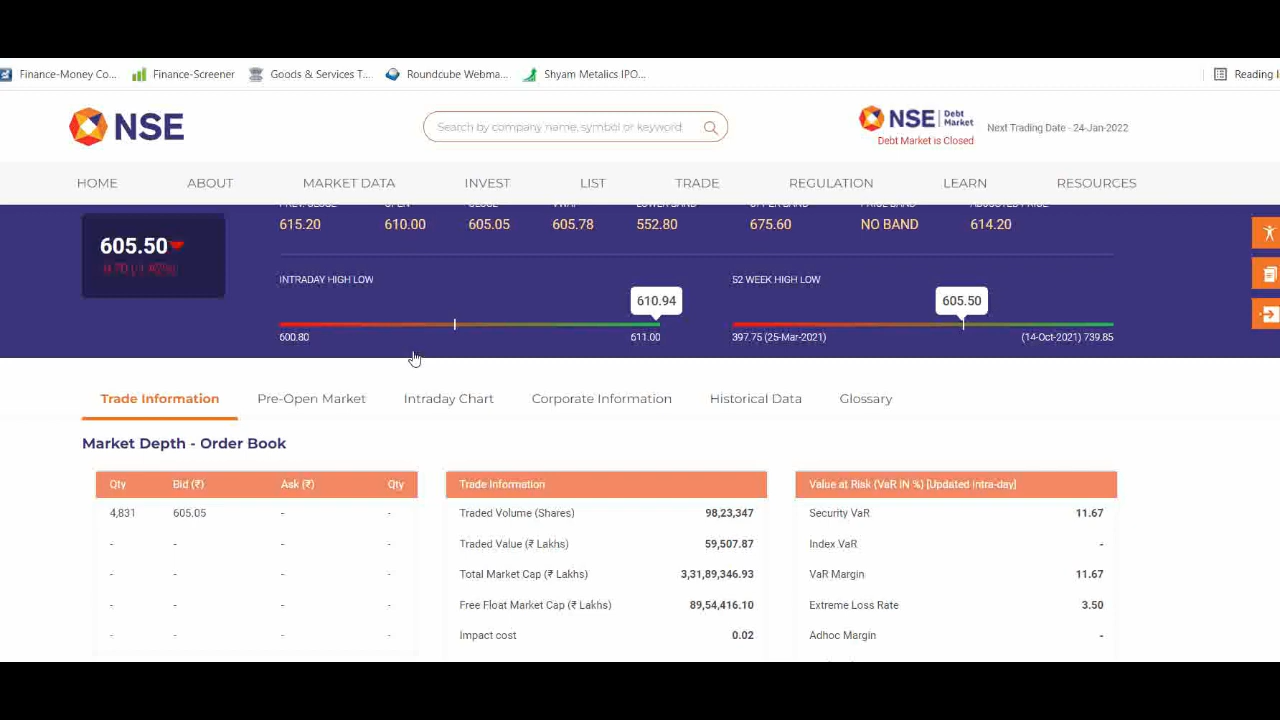 Finance-Money Co... Finance-Screener Goods & Services T... Roundcube Webma... Shyam Metalics IPO... Reading
NSE
Search by company name, symbol or keyword
NSE Debt Market
Debt Market is Closed
Next Trading Date - 24-Jan-2022
HOME ABOUT MARKET DATA INVEST LIST TRADE REGULATION LEARN RESOURCES
615.20 610.00 605.05 605.78 552.80 675.60 NO BAND 614.20
605.50
INTRADAY HIGH LOW
52 WEEK HIGH LOW
610.94
605.50
600.80 611.00
397.75 (25-Mar-2021) (14-Oct-2021) 739.85
Trade Information Pre-Open Market Intraday Chart Corporate Information Historical Data Glossary
Market Depth - Order Book
Qty Bid (₹) Ask (₹) Qty
4,831 605.05 - -
- - - -
- - - -
- - - -
- - - -
Trade Information
Traded Volume (Shares) 98,23,347
Traded Value (₹ Lakhs) 59,507.87
Total Market Cap (₹ Lakhs) 3,31,89,346.93
Free Float Market Cap (₹ Lakhs) 89,54,416.10
Impact cost 0.02
Value at Risk (VaR IN %) [Updated intra-day]
Security VaR 11.67
Index VaR -
VaR Margin 11.67
Extreme Loss Rate 3.50
Adhoc Margin -